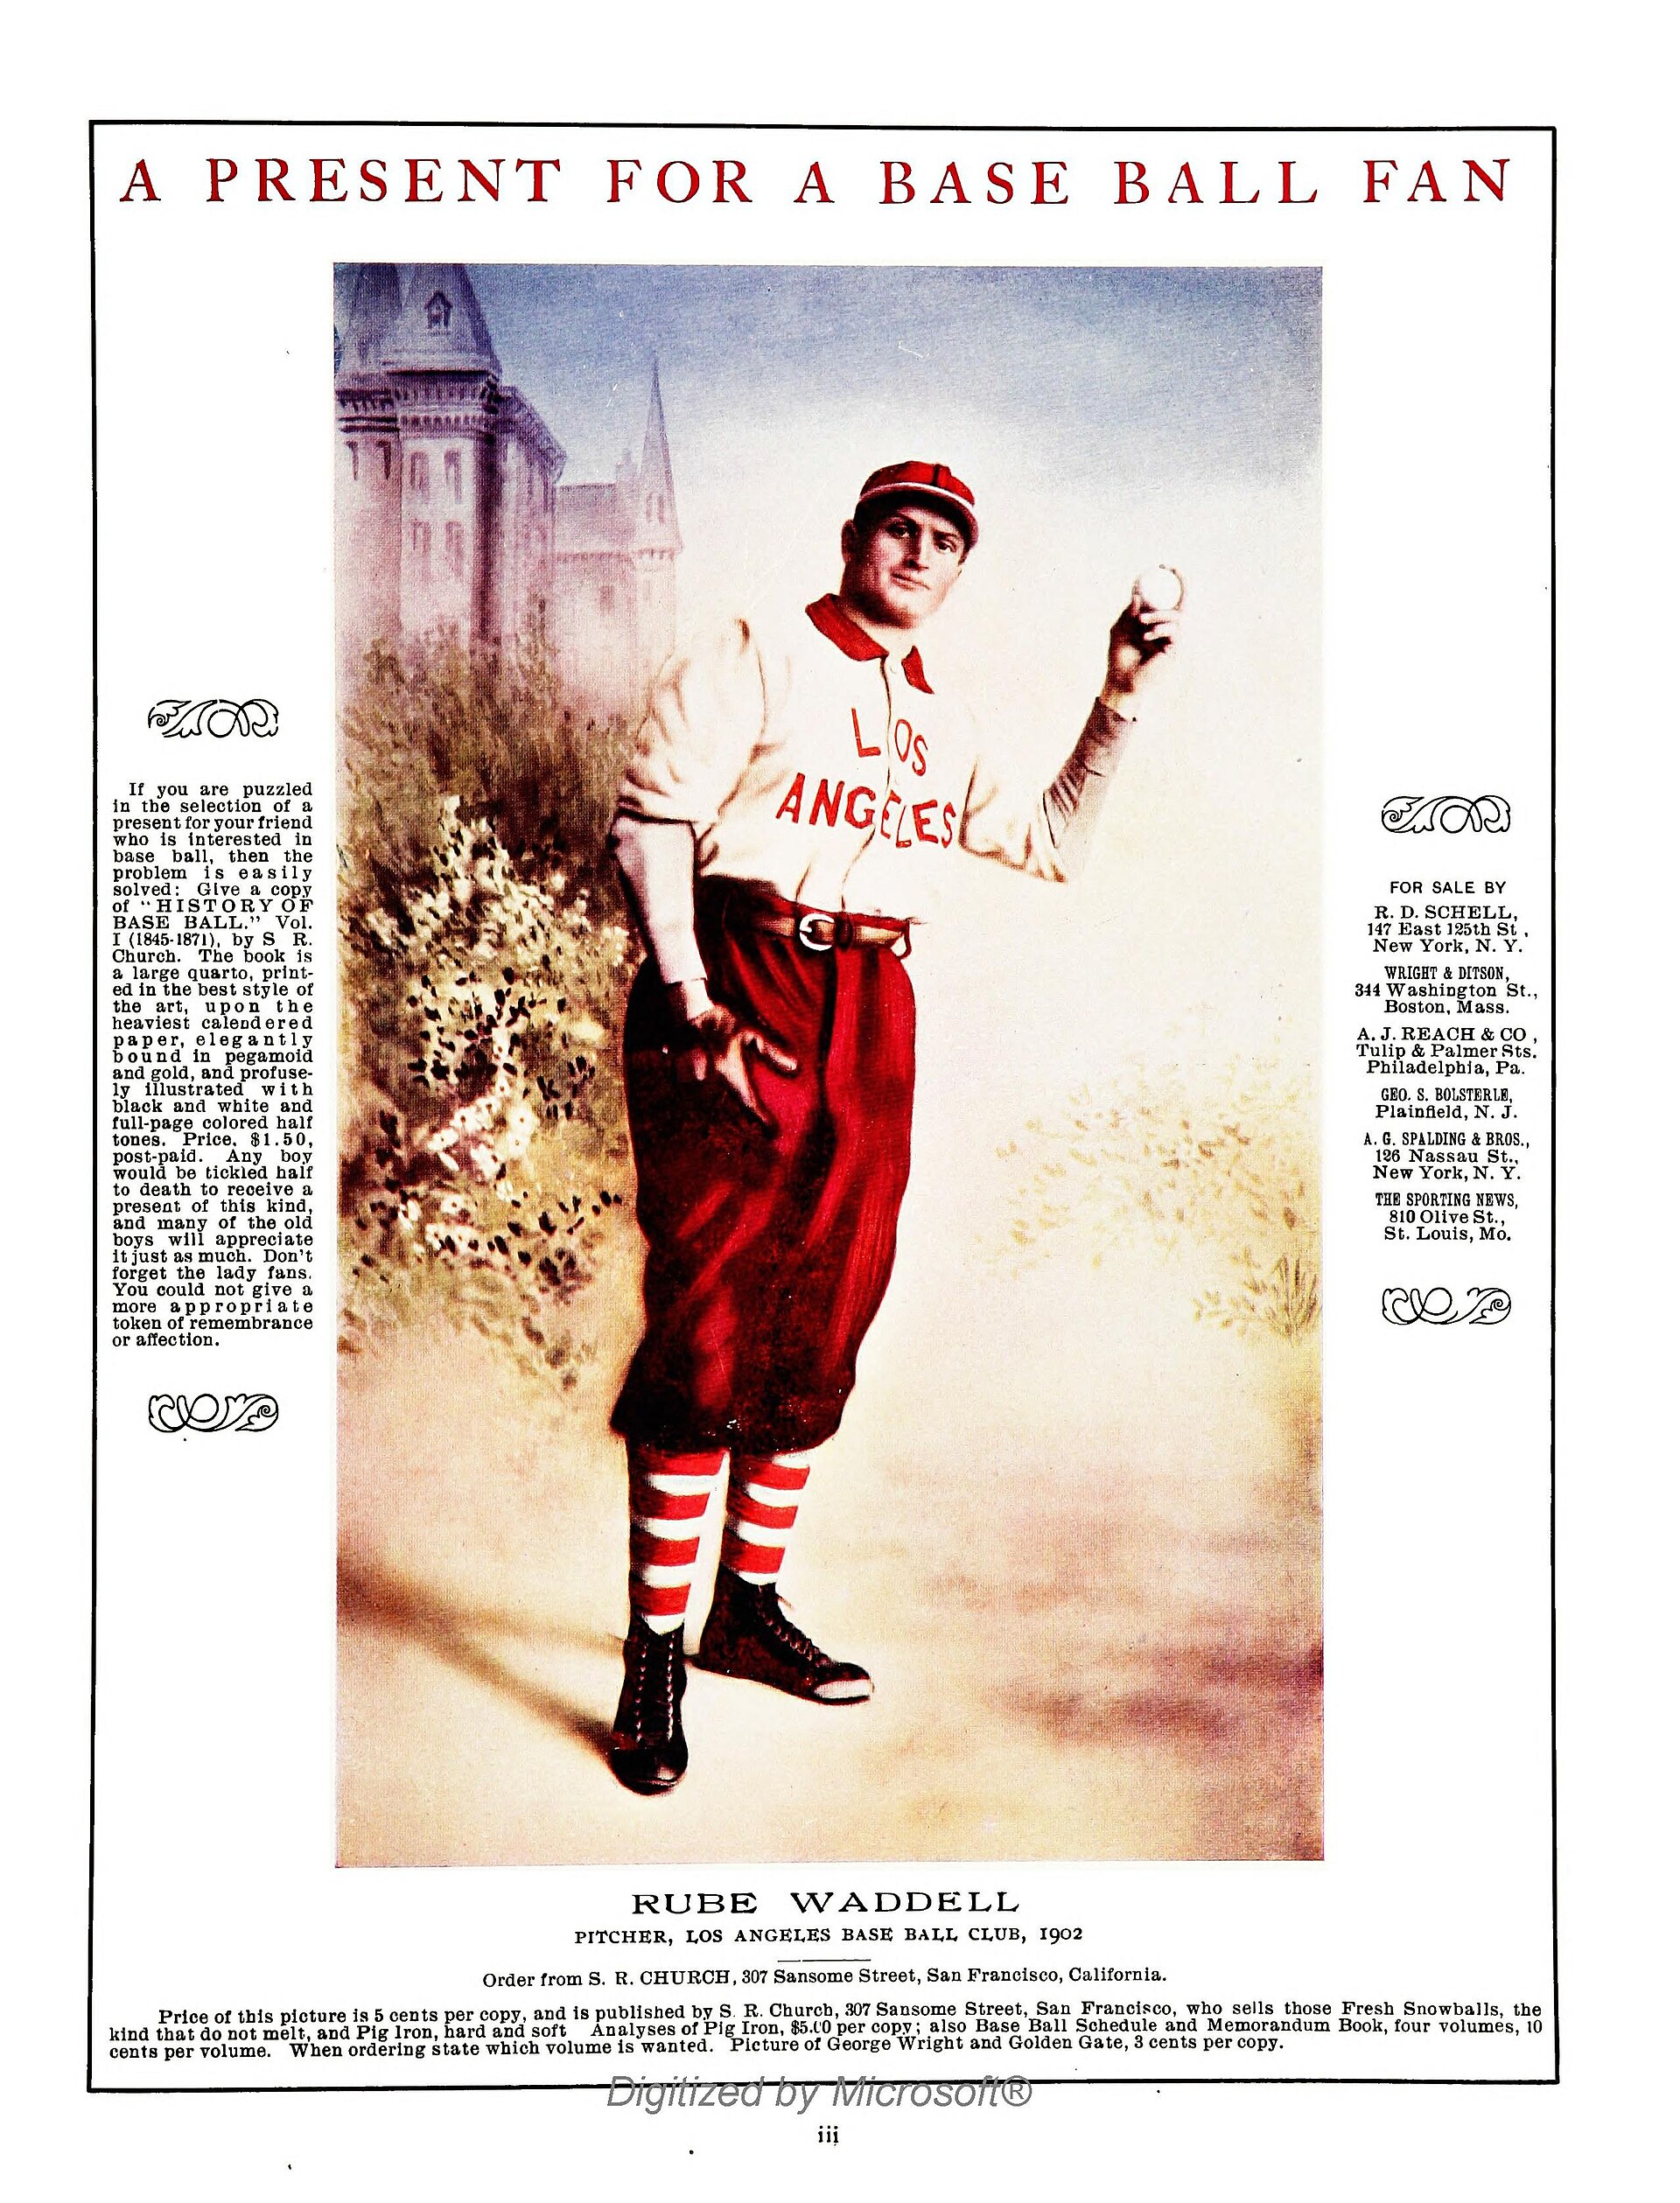 A PRESENT FOR A BASE BALL FAN
If you are puzzled
in the selection of a
present for your friend
who is interested in
base ball, then the
problem is easily
solved: Give a copy
of "HISTORY OF
BASE BALL." Vol.
I (1845-1871), by S R.
Church. The book is
a large quarto, print-
ed in the best style of
the art, upon the
heaviest calendered
paper, elegantly
bound in pegamoid
and gold, and profuse-
ly illustrated with
black and white and
full-page colored half
tones. Price, $1.50,
post-paid. Any boy
would be tickled half
to death to receive a
present of this kind,
and many of the old
boys will appreciate
it just as much. Don't
forget the lady fans.
You could not give a
more appropriate
token of remembrance
or affection.
LOS
ANGELES
FOR SALE BY
R. D. SCHELL,
147 East 125th St ,
New York, N. Y.
WRIGHT & DITSON,
344 Washington St.,
Boston, Mass.
A. J. REACH & CO ,
Tulip & Palmer Sts.
Philadelphia, Pa.
GEO. S. BOLSTERLE,
Plainfield, N. J.
A. G. SPALDING & BROS.,
126 Nassau St.,
New York, N. Y.
THE SPORTING NEWS,
810 Olive St.,
St. Louis, Mo.
RUBE WADDELL
PITCHER, LOS ANGELES BASE BALL CLUB, 1902
Order from S. R. CHURCH, 307 Sansome Street, San Francisco, California.
Price of this picture is 5 cents per copy, and is published by S. R. Church, 307 Sansome Street, San Francisco, who sells those Fresh Snowballs, the
kind that do not melt, and Pig Iron, hard and soft Analyses of Pig Iron, $5.00 per copy; also Base Ball Schedule and Memorandum Book, four volumes, 10
cents per volume. When ordering state which volume is wanted. Picture of George Wright and Golden Gate, 3 cents per copy.
Digitized by Microsoft®
iii